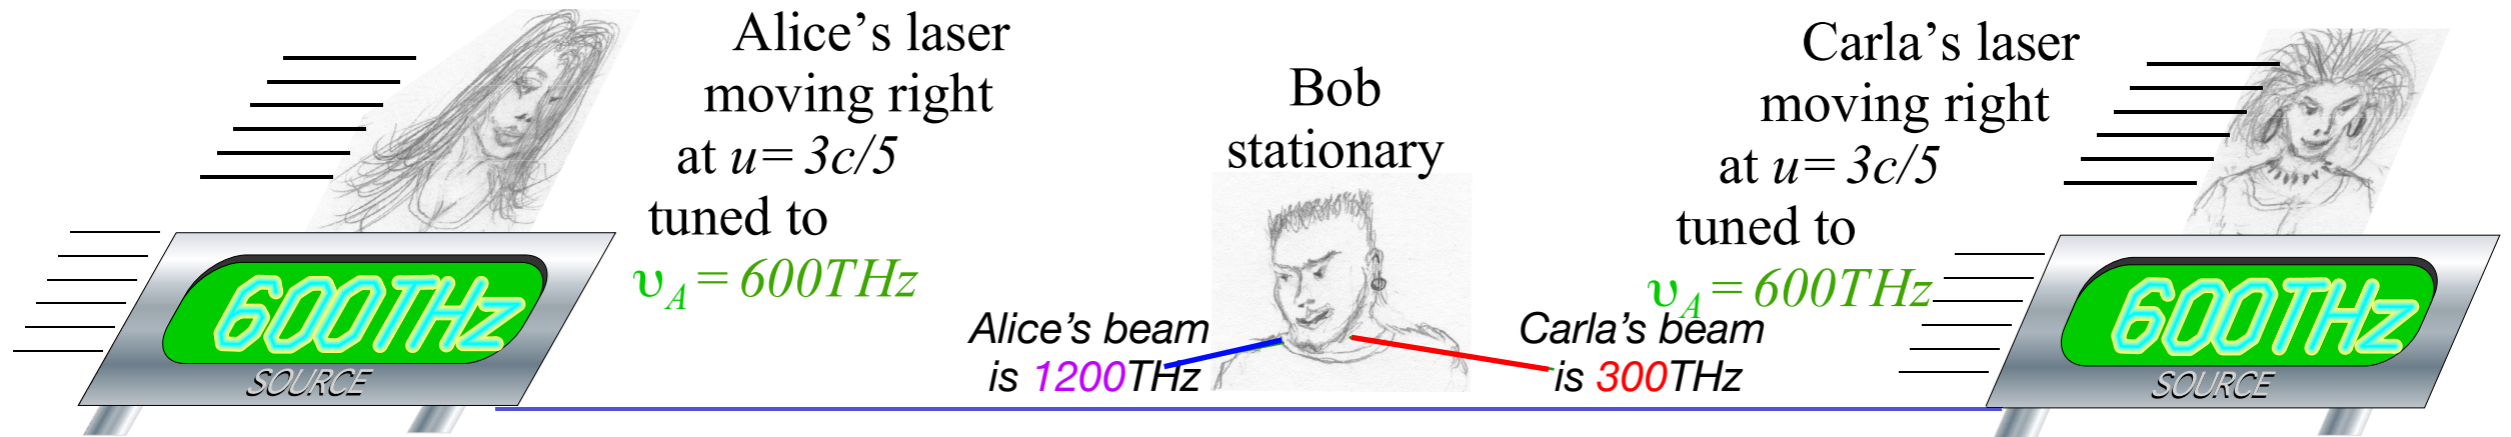 Alice’s laser
moving right
at u= 3c/5
tuned to
υA = 600THz
600THz
SOURCE
Bob
stationary
Alice’s beam
is 1200THz
Carla’s beam
is 300THz
Carla’s laser
moving right
at u= 3c/5
tuned to
υA = 600THz
600THz
SOURCE